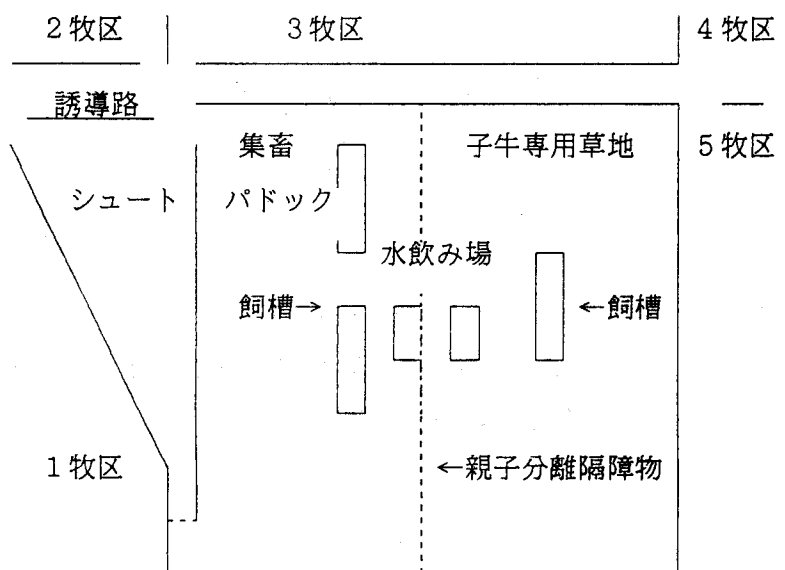 2牧区
3牧区
4牧区
誘導路
集畜
子牛専用草地
5牧区
シュート
パドック
水飲み場
飼槽→
←飼槽
1牧区
←親子分離隔障物